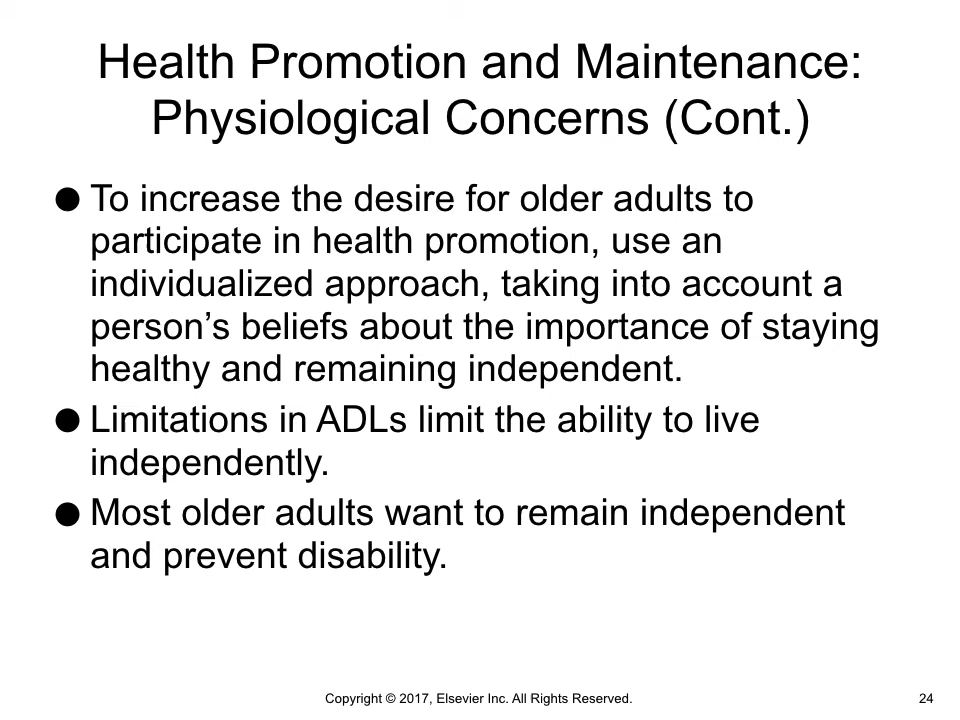 Health Promotion and Maintenance:
Physiological Concerns (Cont.)
● To increase the desire for older adults to
participate in health promotion, use an
individualized approach, taking into account a
person’s beliefs about the importance of staying
healthy and remaining independent.
● Limitations in ADLs limit the ability to live
independently.
● Most older adults want to remain independent
and prevent disability.
Copyright © 2017, Elsevier Inc. All Rights Reserved. 24